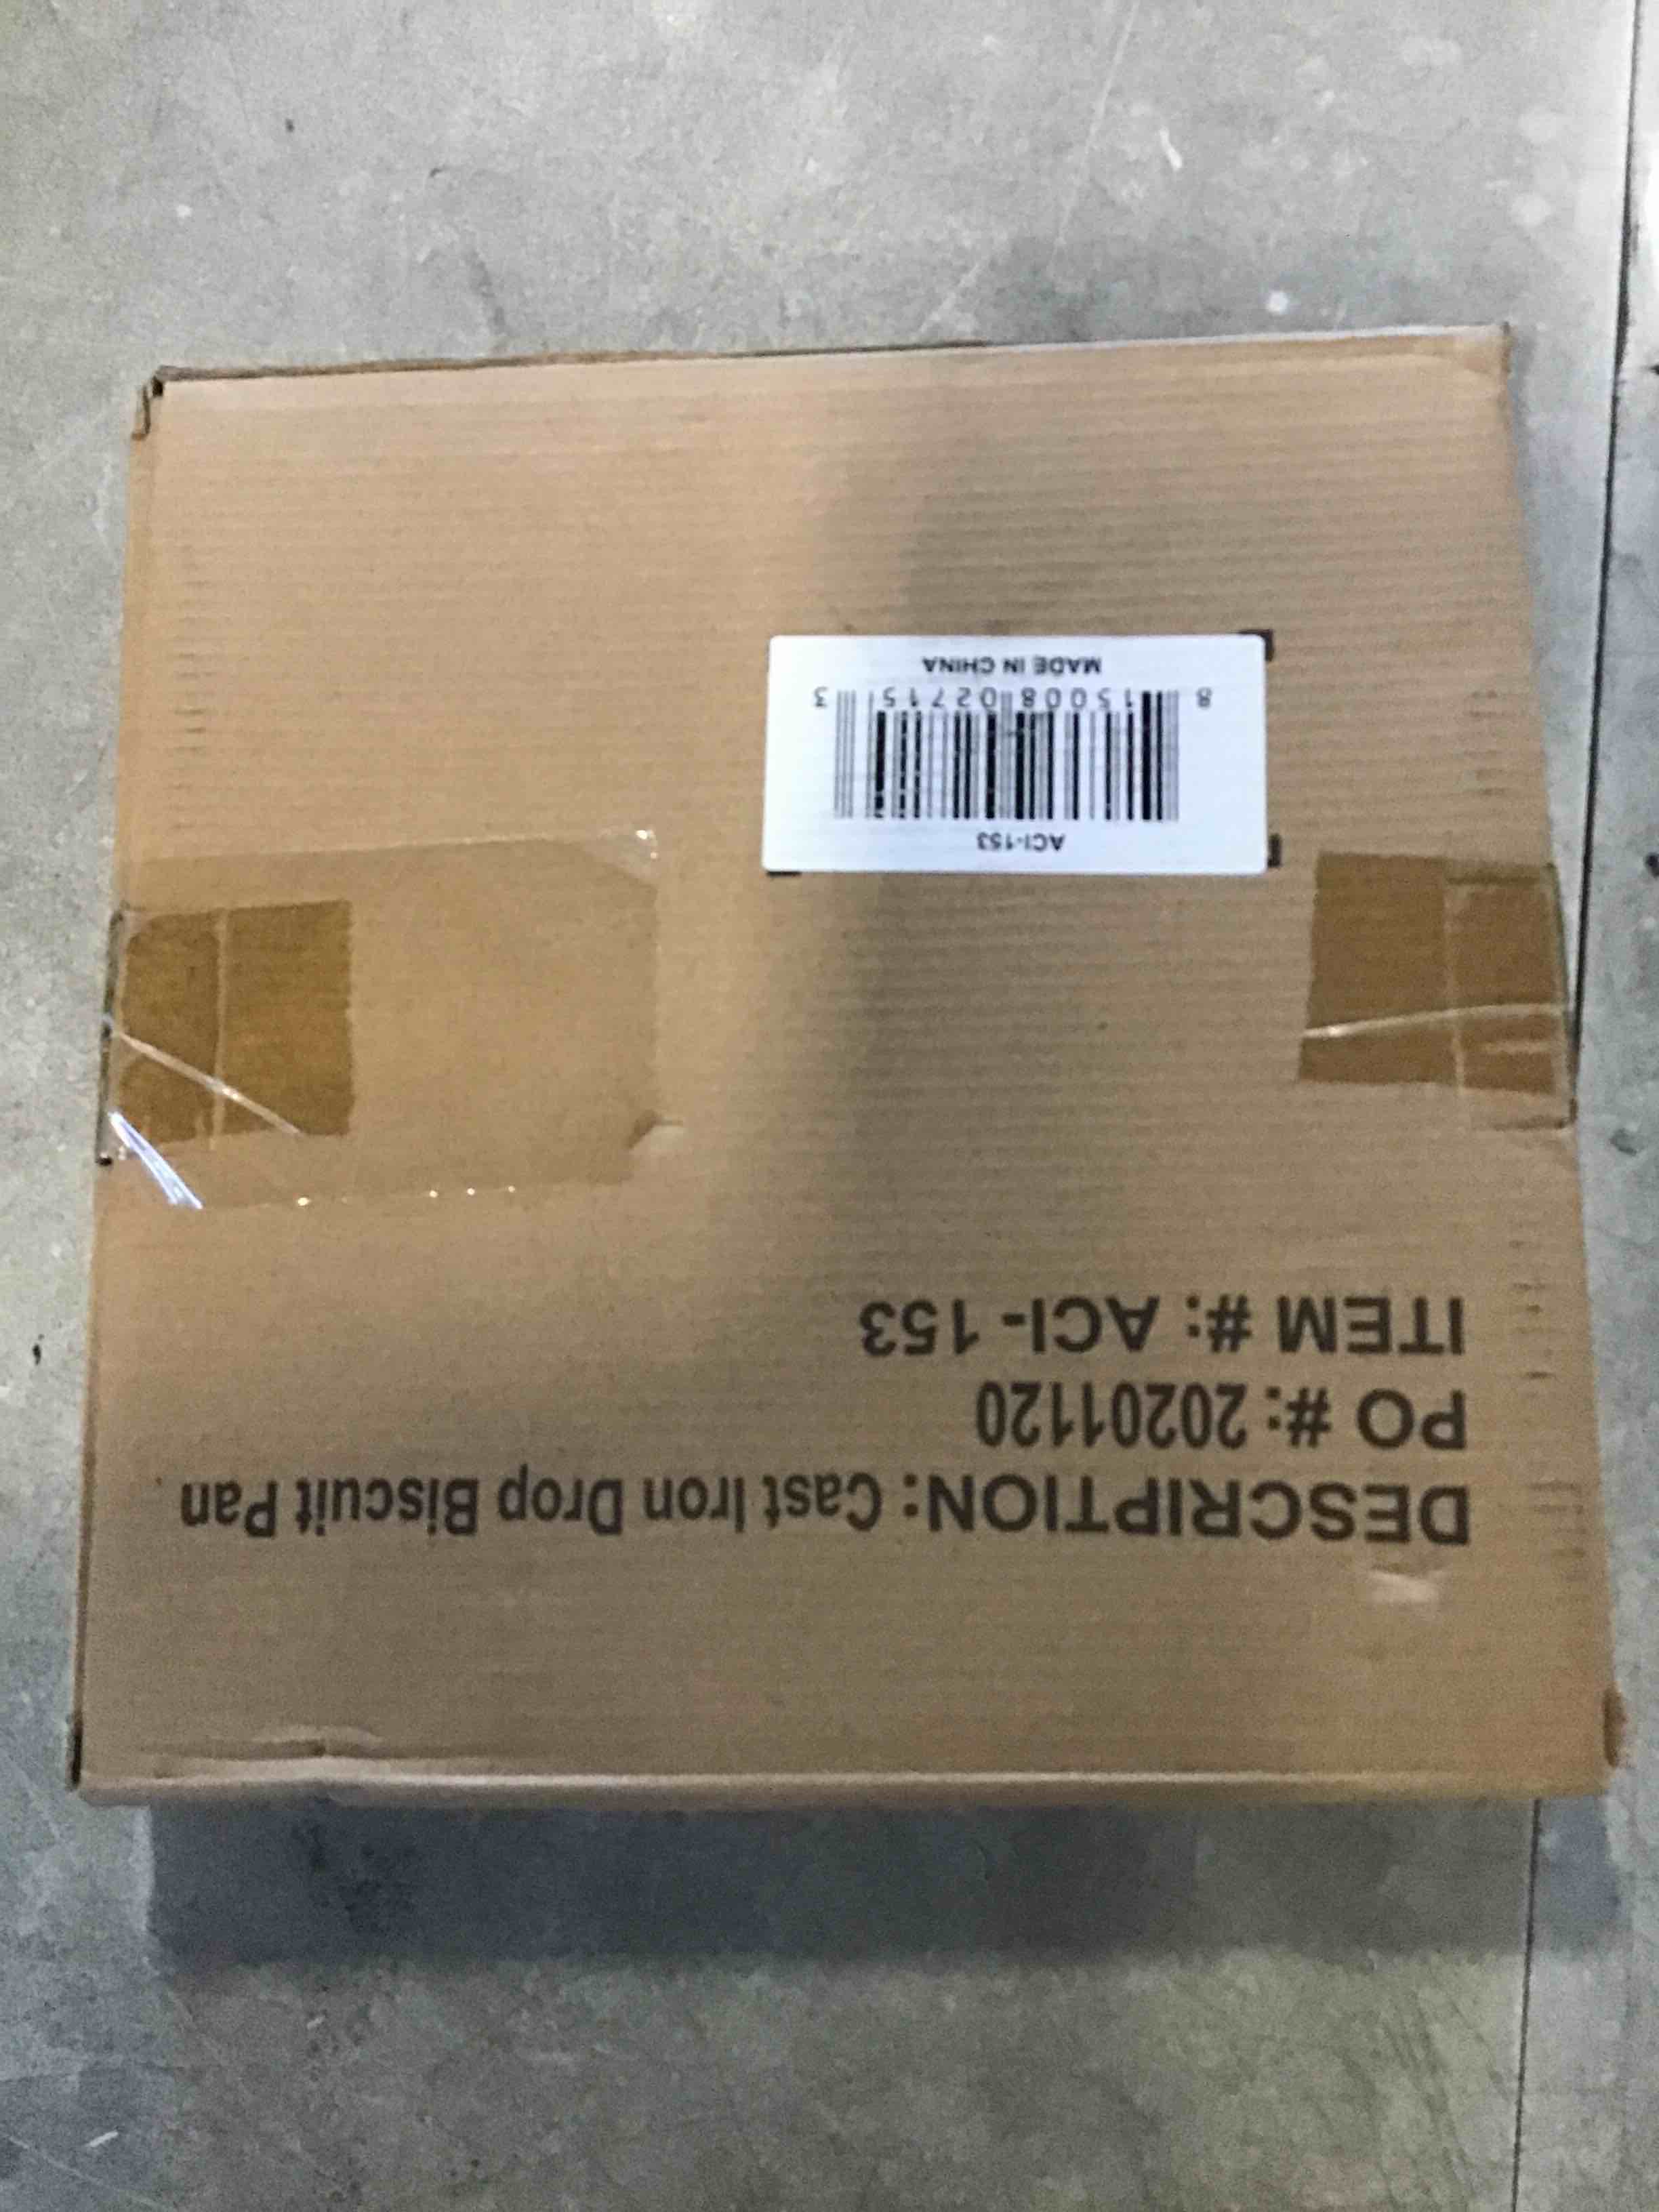 DESCRIPTION: Cast Iron Drop Biscuit Pan
PO #: 20201120
ITEM #: ACI-153
ACI-153
8 15008 02715 3
MADE IN CHINA